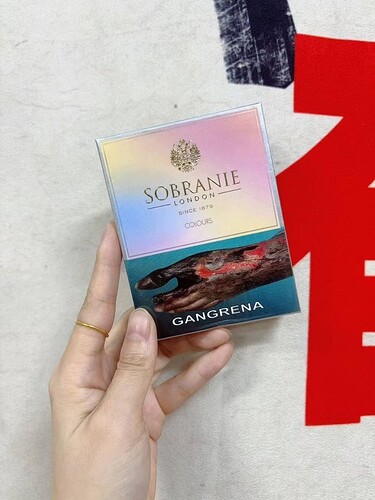 SOBRANIE
LONDON
SINCE 1879
COLOURS
GANGRENA